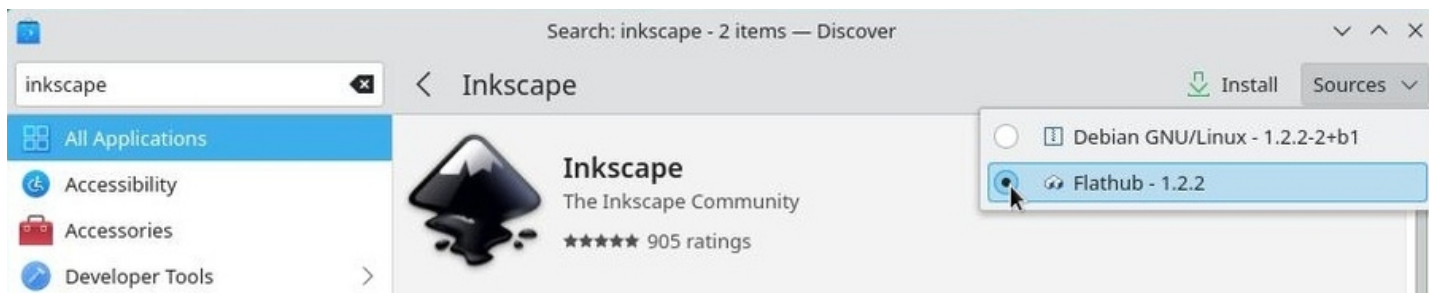 Search: inkscape - 2 items — Discover
inkscape
Inkscape
Install
Sources
All Applications
Accessibility
Accessories
Developer Tools
Inkscape
The Inkscape Community
905 ratings
Debian GNU/Linux - 1.2.2-2+b1
Flathub - 1.2.2